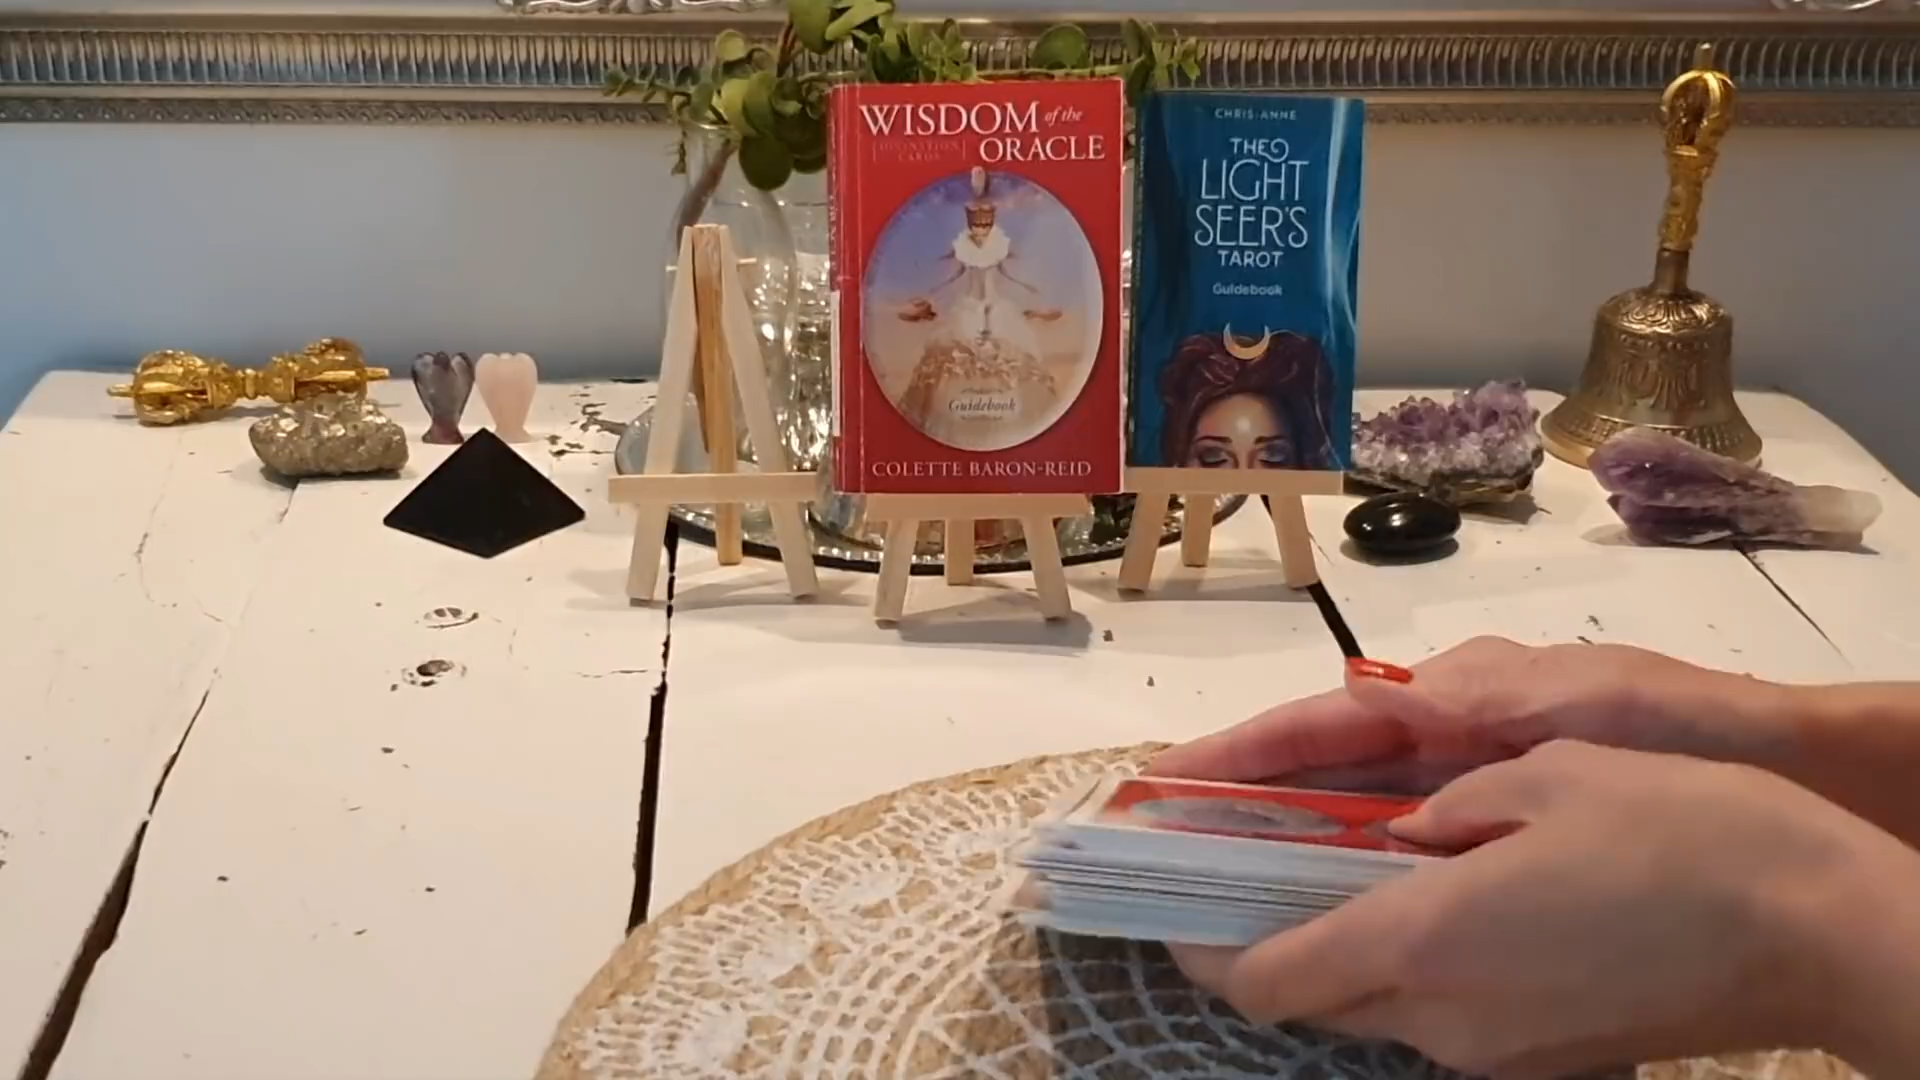 WISDOM of the
DIVINATION
CARDS
ORACLE
Guidebook
COLETTE BARON-REID
CHRIS-ANNE
THE
LIGHT
SEER'S
TAROT
Guidebook